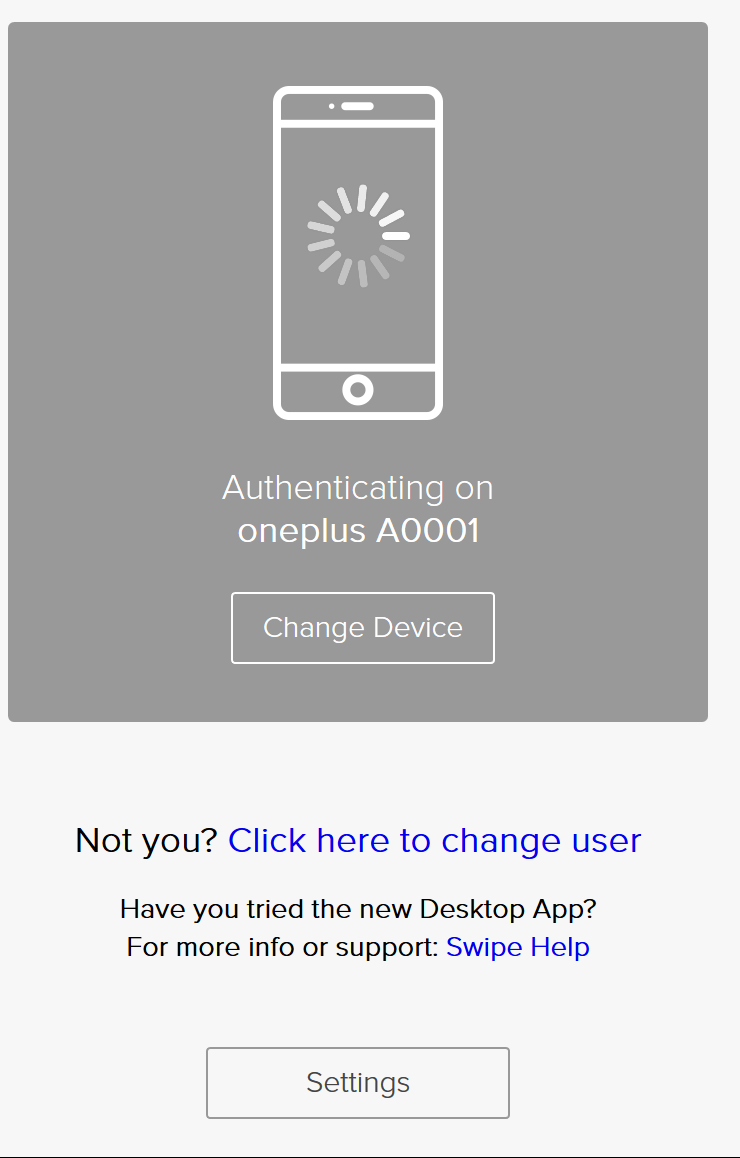 Authenticating on
oneplus A0001
Change Device
Not you? Click here to change user
Have you tried the new Desktop App?
For more info or support: Swipe Help
Settings